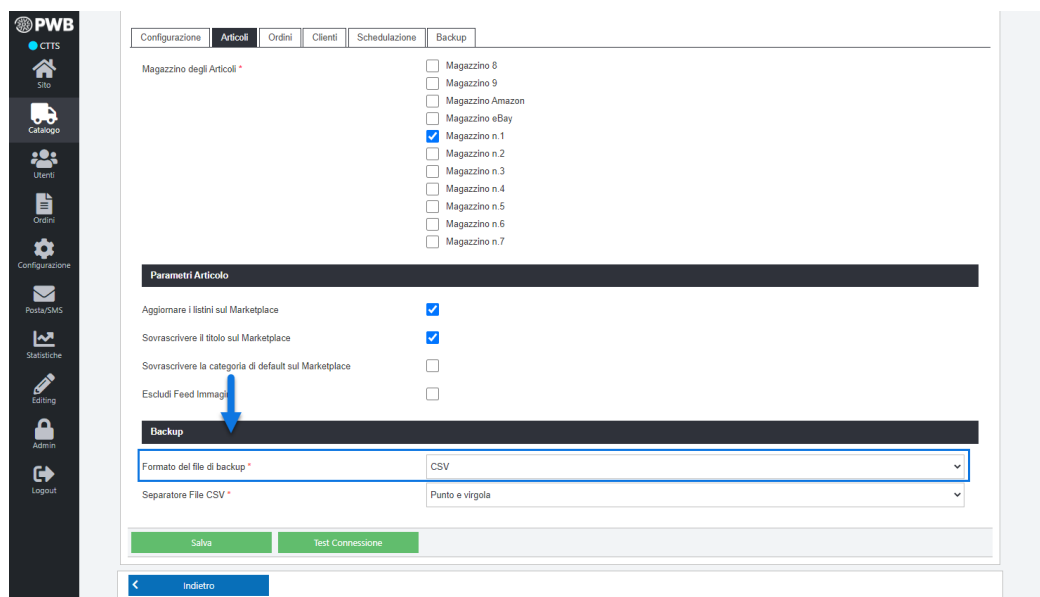 PWB
CTTS
Sito
Catalogo
Utenti
Ordini
Configurazione
Posta/SMS
Statistiche
Editing
Admin
Logout
Configurazione Articoli Ordini Clienti Schedulazione Backup
Magazzino degli Articoli *
Magazzino 8
Magazzino 9
Magazzino Amazon
Magazzino eBay
Magazzino n.1
Magazzino n.2
Magazzino n.3
Magazzino n.4
Magazzino n.5
Magazzino n.6
Magazzino n.7
Parametri Articolo
Aggiornare i listini sul Marketplace
Sovrascrivere il titolo sul Marketplace
Sovrascrivere la categoria di default sul Marketplace
Escludi Feed Immagini
Backup
Formato del file di backup * CSV
Separatore File CSV * Punto e virgola
Salva Test Connessione
Indietro